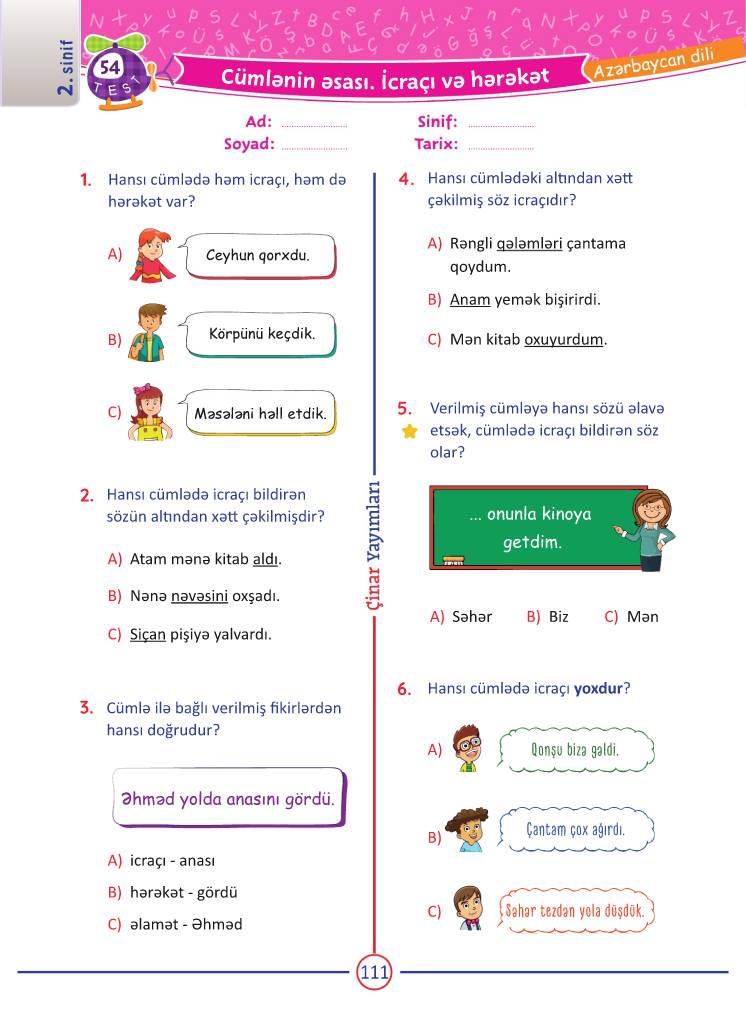 2. sinif
54
TEST
Cümlənin əsası. İcraçı və hərəkət
Azərbaycan dili
Ad: ........................
Sinif: ........................
Soyad: ........................
Tarix: ........................
1. Hansı cümlədə həm icraçı, həm də
hərəkət var?
A) Ceyhun qorxdu.
B) Körpünü keçdik.
C) Məsələni həll etdik.
2. Hansı cümlədə icraçı bildirən
sözün altından xətt çəkilmişdir?
A) Atam mənə kitab aldı.
B) Nənə nəvəsini oxşadı.
C) Siçan pişiyə yalvardı.
3. Cümlə ilə bağlı verilmiş fikirlərdən
hansı doğrudur?
Əhməd yolda anasını gördü.
A) icraçı - anası
B) hərəkət - gördü
C) əlamət - Əhməd
Çinar Yayımları
4. Hansı cümlədəki altından xətt
çəkilmiş söz icraçıdır?
A) Rəngli qələmləri çantama
qoydum.
B) Anam yemək bişirirdi.
C) Mən kitab oxuyurdum.
5. Verilmiş cümləyə hansı sözü əlavə
etsək, cümlədə icraçı bildirən söz
olar?
... onunla kinoya
getdim.
A) Səhər B) Biz C) Mən
6. Hansı cümlədə icraçı yoxdur?
A) Qonşu bizə gəldi.
B) Çantam çox ağırdı.
C) Səhər tezdən yola düşdük.
111